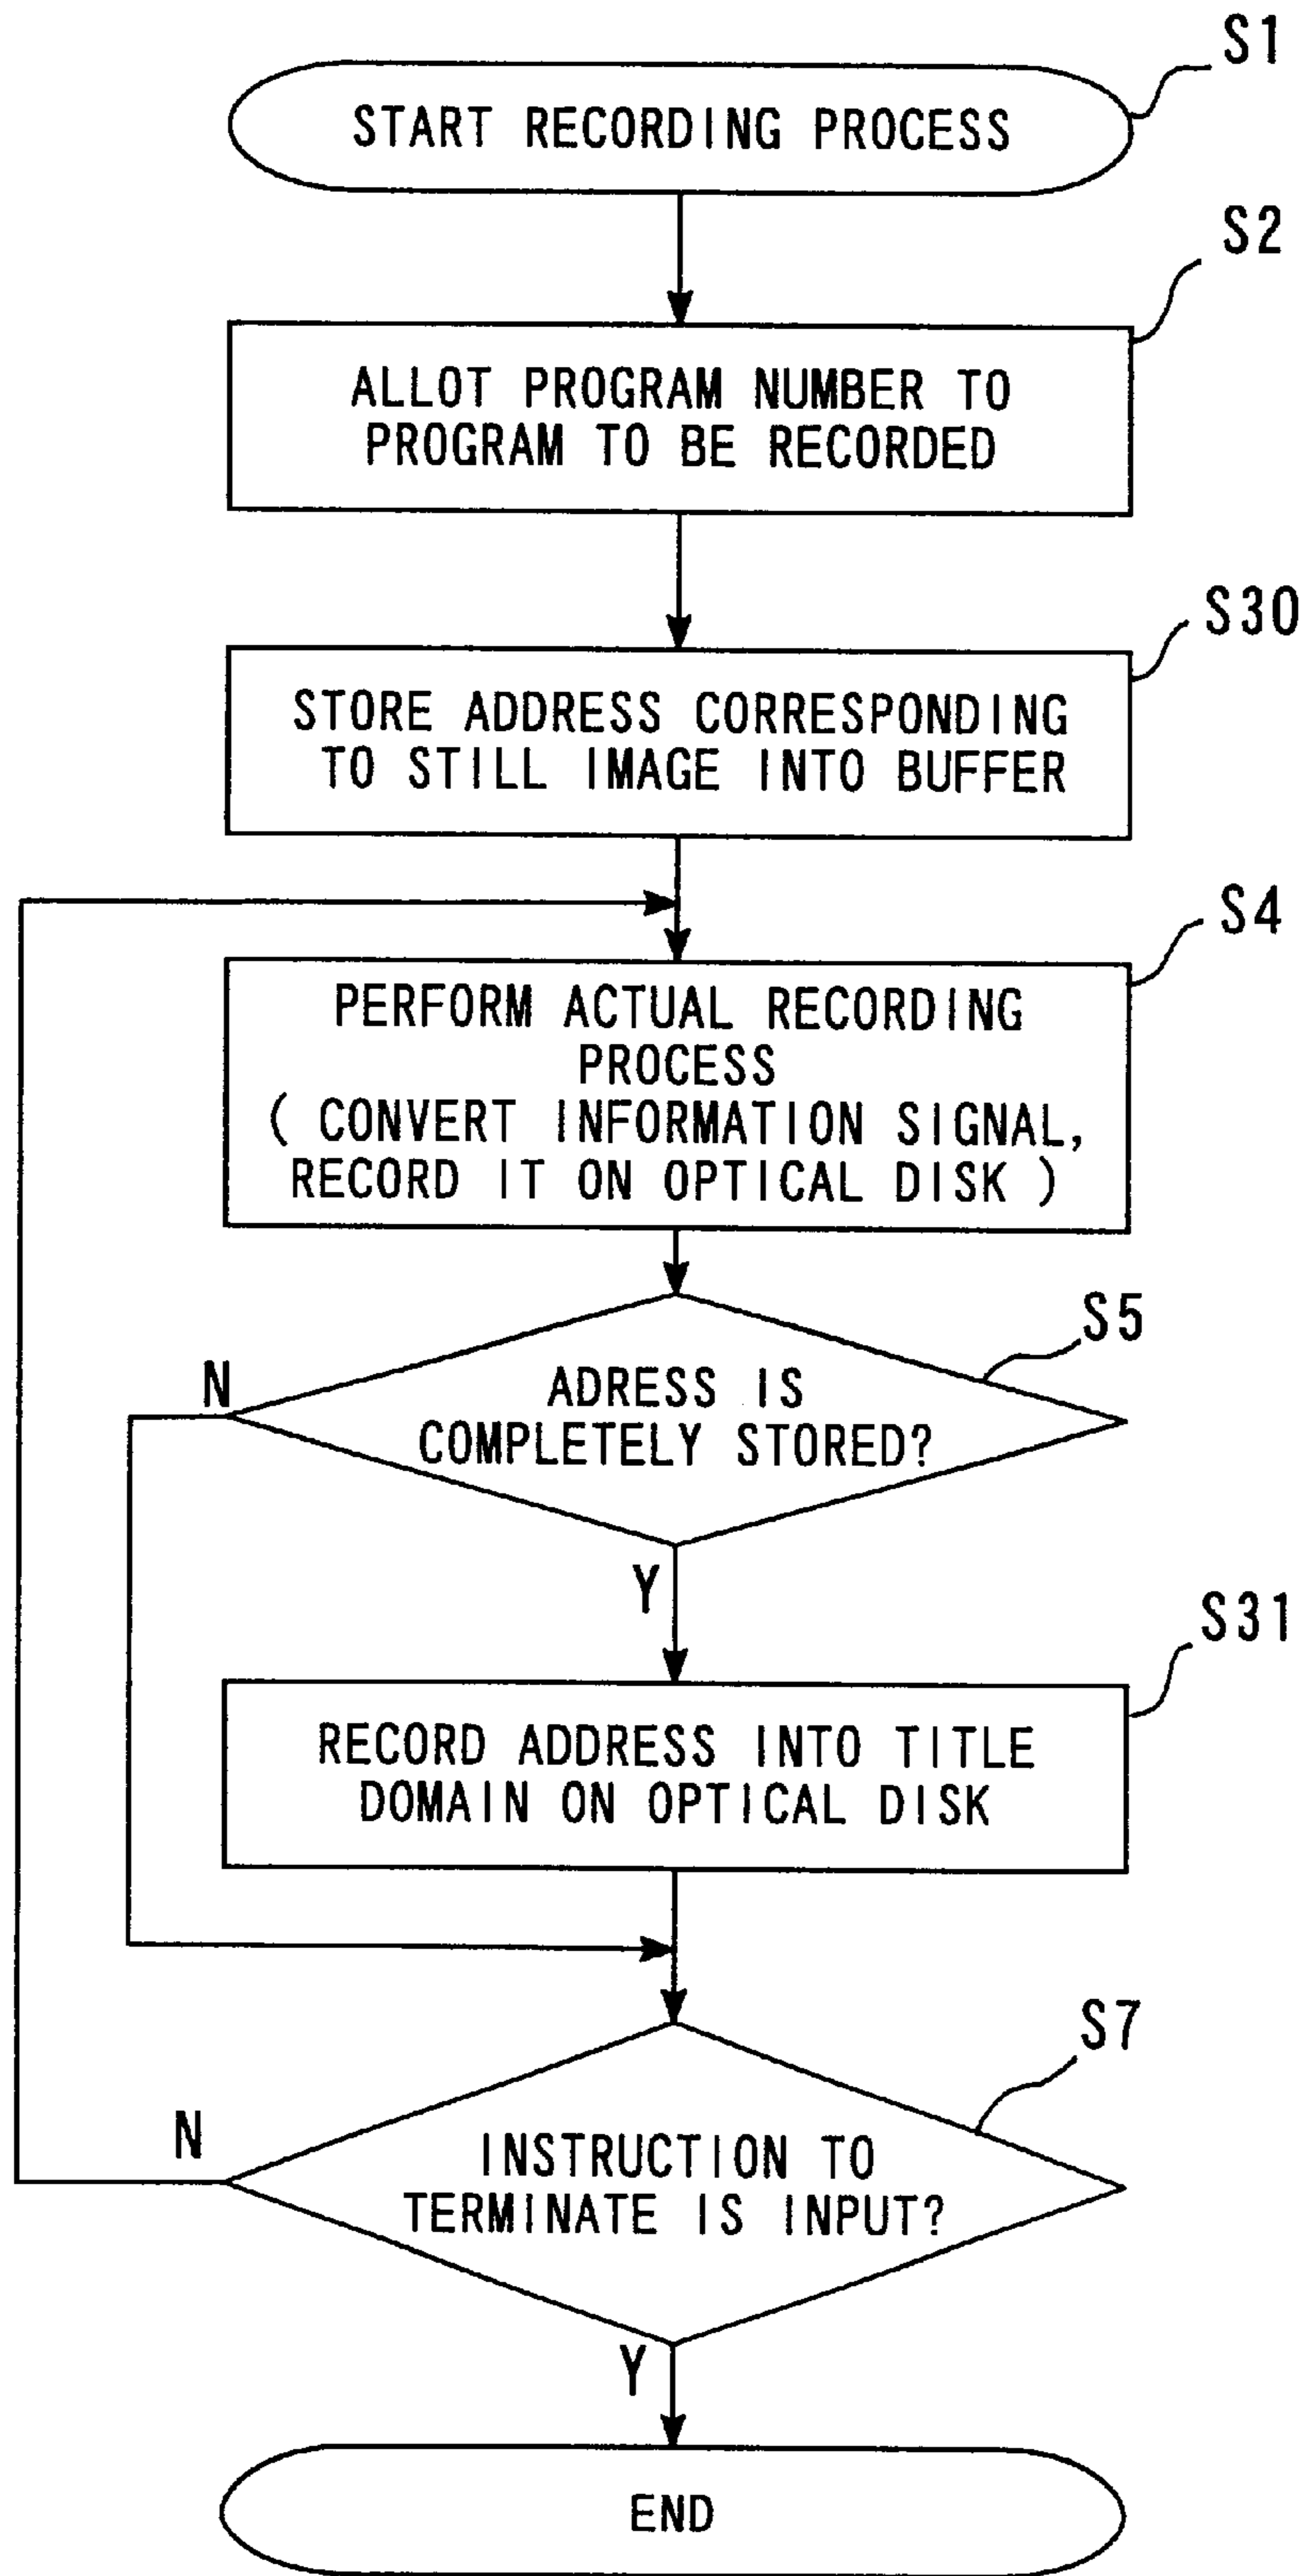 S1
START RECORDING PROCESS
S2
ALLOT PROGRAM NUMBER TO
PROGRAM TO BE RECORDED
S30
STORE ADDRESS CORRESPONDING
TO STILL IMAGE INTO BUFFER
S4
PERFORM ACTUAL RECORDING
PROCESS
( CONVERT INFORMATION SIGNAL,
RECORD IT ON OPTICAL DISK )
S5
N
ADRESS IS
COMPLETELY STORED?
Y
S31
RECORD ADDRESS INTO TITLE
DOMAIN ON OPTICAL DISK
S7
N
INSTRUCTION TO
TERMINATE IS INPUT?
Y
END